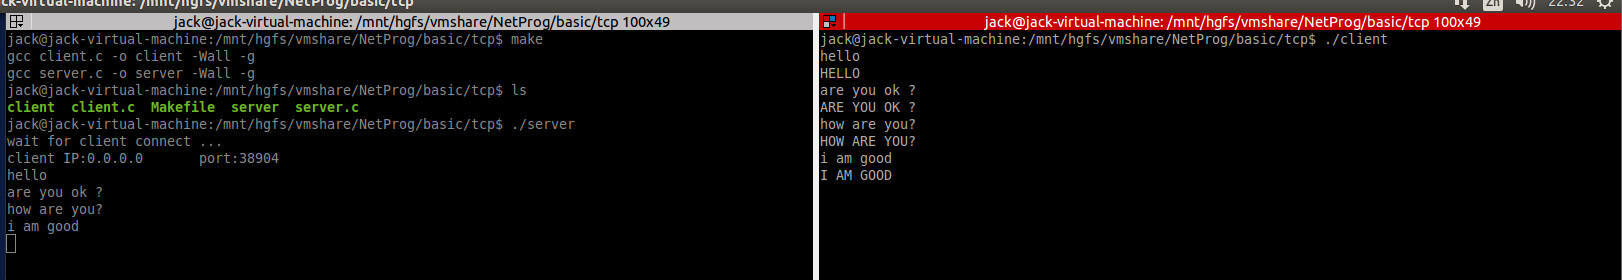 ck-virtual-machine: /mnt/hgfs/vmshare/NetProg/basic/tcp
Zh 22:32
jack@jack-virtual-machine: /mnt/hgfs/vmshare/NetProg/basic/tcp 100x49
jack@jack-virtual-machine:/mnt/hgfs/vmshare/NetProg/basic/tcp$ make
gcc client.c -o client -Wall -g
gcc server.c -o server -Wall -g
jack@jack-virtual-machine:/mnt/hgfs/vmshare/NetProg/basic/tcp$ ls
client client.c Makefile server server.c
jack@jack-virtual-machine:/mnt/hgfs/vmshare/NetProg/basic/tcp$ ./server
wait for client connect ...
client IP:0.0.0.0 port:38904
hello
are you ok ?
how are you?
i am good
jack@jack-virtual-machine: /mnt/hgfs/vmshare/NetProg/basic/tcp 100x49
jack@jack-virtual-machine:/mnt/hgfs/vmshare/NetProg/basic/tcp$ ./client
hello
HELLO
are you ok ?
ARE YOU OK ?
how are you?
HOW ARE YOU?
i am good
I AM GOOD